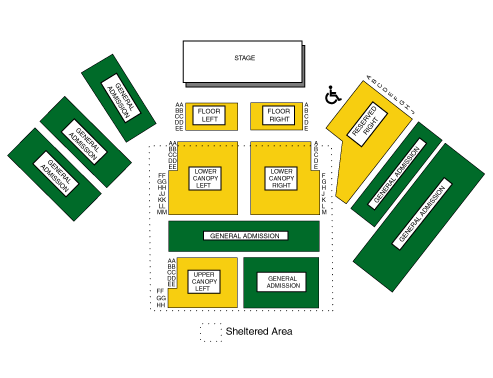 STAGE
GENERAL
ADMISSION
GENERAL
ADMISSION
GENERAL
ADMISSION
AA
BB
CC
DD
EE
FLOOR
LEFT
FLOOR
RIGHT
A
B
C
D
E
A B C D E F G H J
RESERVED
RIGHT
GENERAL ADMISSION
GENERAL ADMISSION
AA
BB
CC
DD
EE
FF
GG
HH
JJ
KK
LL
MM
LOWER
CANOPY
LEFT
LOWER
CANOPY
RIGHT
A
B
C
D
E
F
G
H
J
K
L
M
GENERAL ADMISSION
AA
BB
CC
DD
EE
FF
GG
HH
UPPER
CANOPY
LEFT
GENERAL
ADMISSION
Sheltered Area